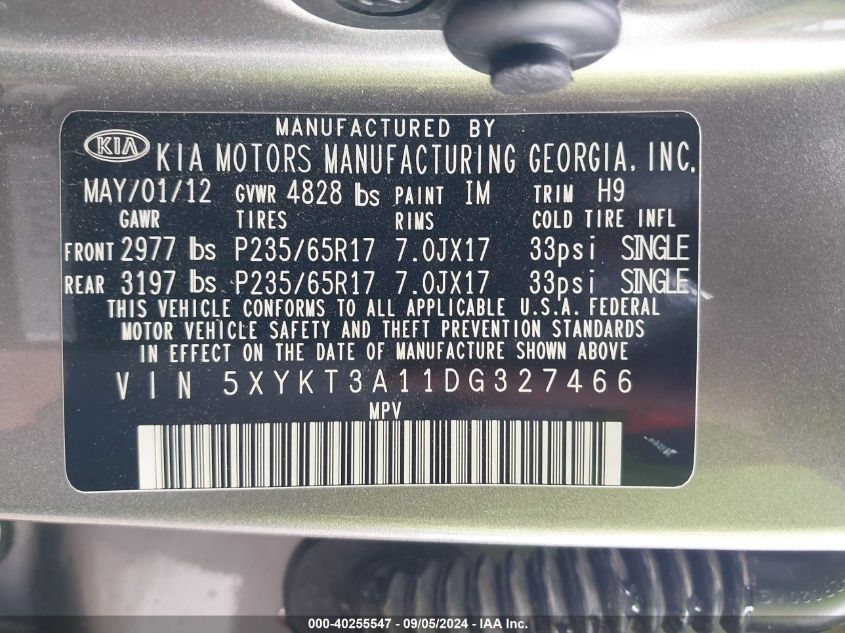 MANUFACTURED BY
KIA KIA MOTORS MANUFACTURING GEORGIA, INC.
MAY/01/12 GVWR 4828 lbs PAINT IM TRIM H9
GAWR TIRES RIMS COLD TIRE INFL
FRONT 2977 lbs P235/65R17 7.0JX17 33psi SINGLE
REAR 3197 lbs P235/65R17 7.0JX17 33psi SINGLE
THIS VEHICLE CONFORMS TO ALL APPLICABLE U.S.A. FEDERAL
MOTOR VEHICLE SAFETY AND THEFT PREVENTION STANDARDS
IN EFFECT ON THE DATE OF MANUFACTURE SHOWN ABOVE
VIN 5XYKT3A11DG327466
MPV
000-40255547 - 09/05/2024 - IAA Inc.